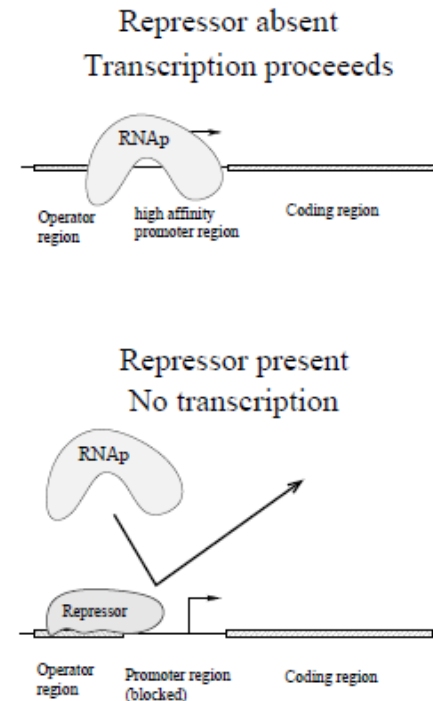 Repressor absent
Transcription proceeeds
RNAp
Operator region
high affinity promoter region
Coding region
Repressor present
No transcription
RNAp
Repressor
Operator region
Promoter region (blocked)
Coding region